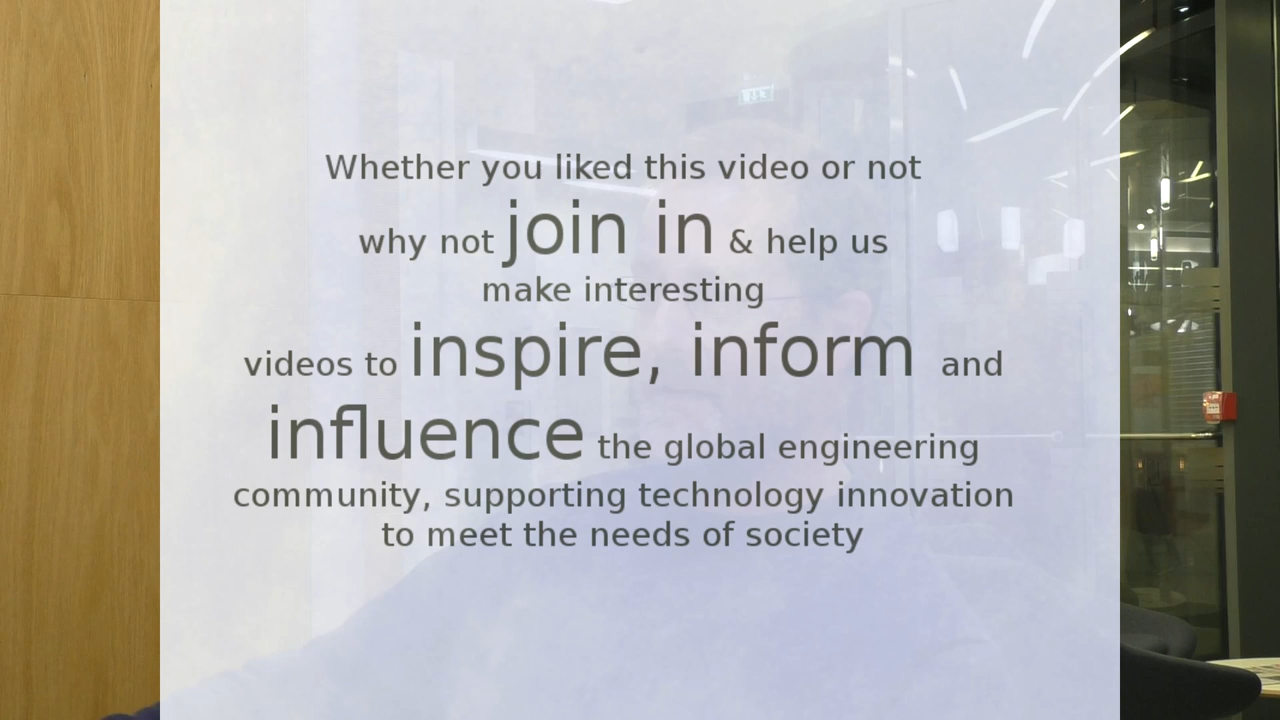 Whether you liked this video or not
why not join in & help us
make interesting
videos to inspire, inform and
influence the global engineering
community, supporting technology innovation
to meet the needs of society